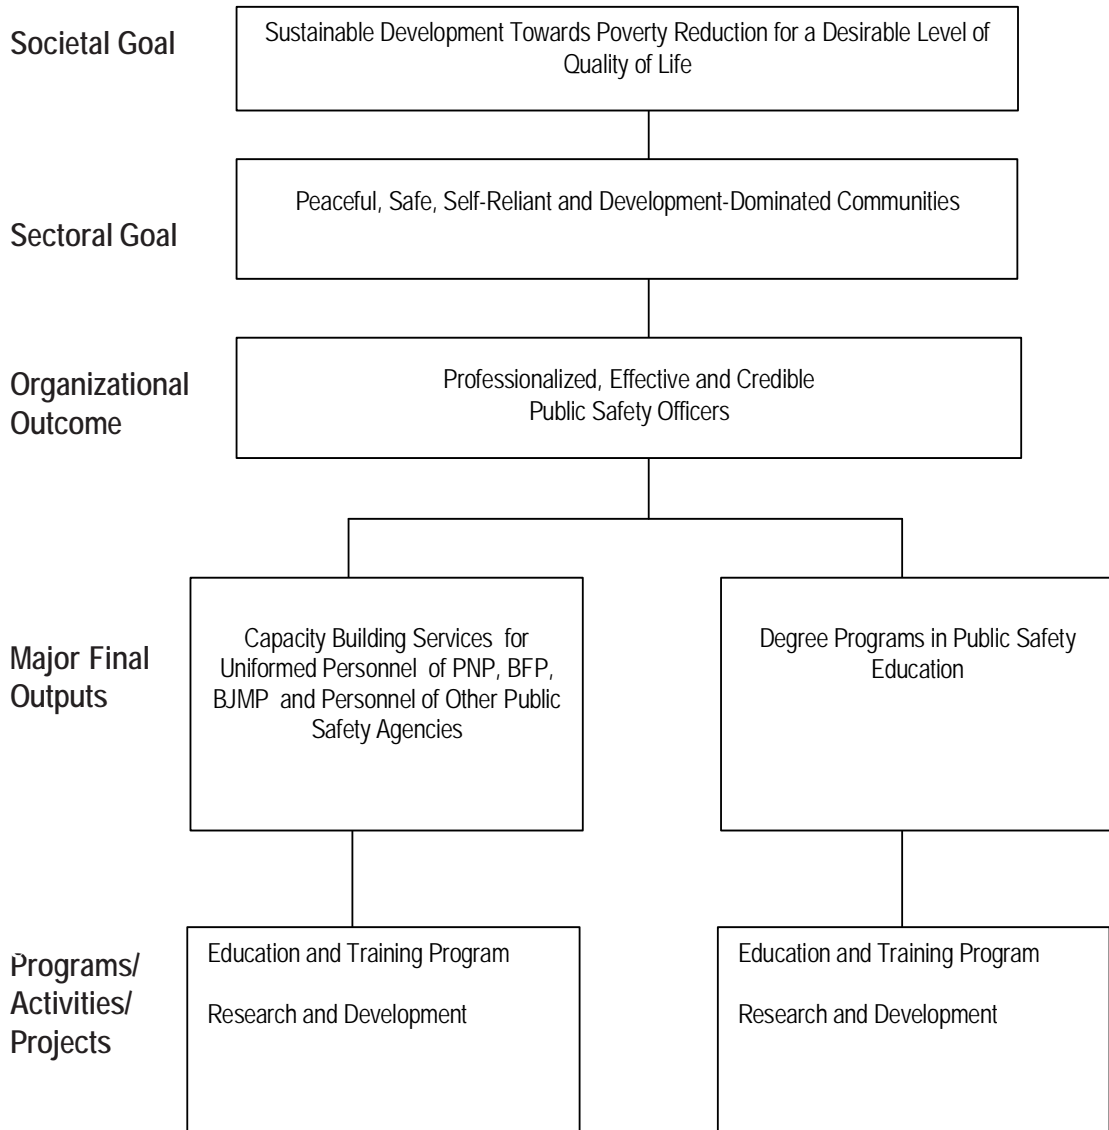 Societal Goal
Sustainable Development Towards Poverty Reduction for a Desirable Level of
Quality of Life
Sectoral Goal
Peaceful, Safe, Self-Reliant and Development-Dominated Communities
Organizational
Outcome
Professionalized, Effective and Credible
Public Safety Officers
Major Final
Outputs
Capacity Building Services for
Uniformed Personnel of PNP, BFP,
BJMP and Personnel of Other Public
Safety Agencies
Degree Programs in Public Safety
Education
Programs/
Activities/
Projects
Education and Training Program
Research and Development
Education and Training Program
Research and Development